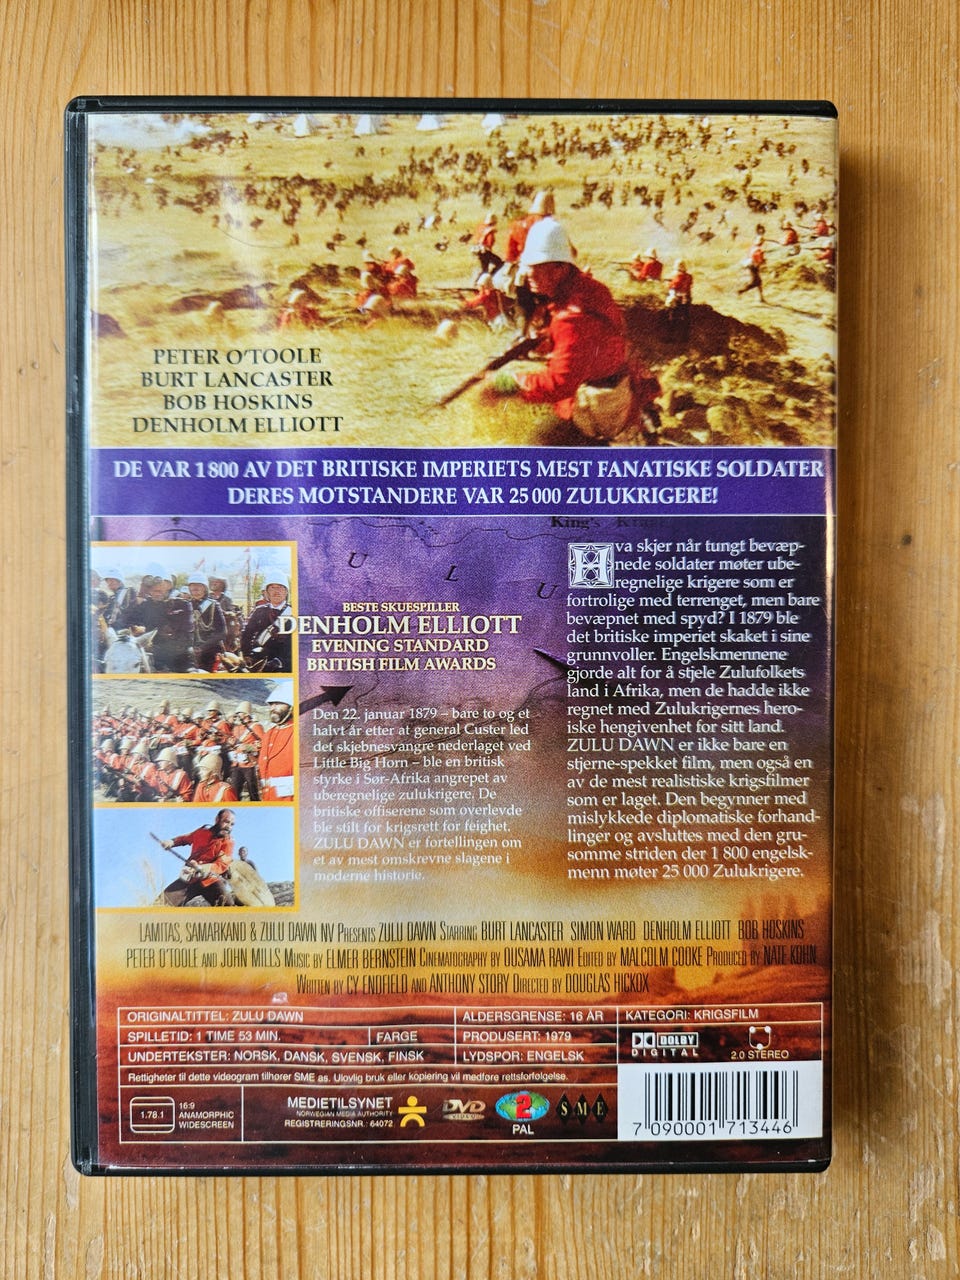 PETER O'TOOLE
BURT LANCASTER
BOB HOSKINS
DENHOLM ELLIOTT
DE VAR 1 800 AV DET BRITISKE IMPERIETS MEST FANATISKE SOLDATER
DERES MOTSTANDERE VAR 25 000 ZULUKRIGERE!
King's
U L U
BESTE SKUESPILLER
DENHOLM ELLIOTT
EVENING STANDARD
BRITISH FILM AWARDS
Den 22. januar 1879 – bare to og et
halvt år etter at general Custer led
det skjebnesvangre nederlaget ved
Little Big Horn – ble en britisk
styrke i Sør-Afrika angrepet av
uberegnelige zulukrigere. De
britiske offiserene som overlevde
ble stilt for krigsrett for feighet.
ZULU DAWN er fortellingen om
et av mest omskrevne slagene i
moderne historie.
Hva skjer når tungt bevæp-
nede soldater møter ube-
regnelige krigere som er
fortrolige med terrenget, men bare
bevæpnet med spyd? I 1879 ble
det britiske imperiet skaket i sine
grunnvoller. Engelskmennene
gjorde alt for å stjele Zulufolkets
land i Afrika, men de hadde ikke
regnet med Zulukrigernes hero-
iske hengivenhet for sitt land.
ZULU DAWN er ikke bare en
stjerne-spekket film, men også en
av de mest realistiske krigsfilmer
som er laget. Den begynner med
mislykkede diplomatiske forhand-
linger og avsluttes med den gru-
somme striden der 1 800 engelsk-
menn møter 25 000 Zulukrigere.
LAMITAS, SAMARKAND & ZULU DAWN NV PRESENTS ZULU DAWN STARRING BURT LANCASTER SIMON WARD DENHOLM ELLIOTT BOB HOSKINS
PETER O'TOOLE AND JOHN MILLS MUSIC BY ELMER BERNSTEIN CINEMATOGRAPHY BY OUSAMA RAWI EDITED BY MALCOLM COOKE PRODUCED BY NATE KOHN
WRITTEN BY CY ENDFIELD AND ANTHONY STORY DIRECTED BY DOUGLAS HICKOX
ORIGINALTITTEL: ZULU DAWN ALDERSGRENSE: 16 ÅR KATEGORI: KRIGSFILM
SPILLETID: 1 TIME 53 MIN. FARGE PRODUSERT: 1979
UNDERTEKSTER: NORSK, DANSK, SVENSK, FINSK LYDSPOR: ENGELSK
DOLBY
DIGITAL
2.0 STEREO
Rettigheter til dette videogram tilhører SME as. Ulovlig bruk eller kopiering vil medføre rettsforfølgelse.
1.78.1
16:9
ANAMORPHIC
WIDESCREEN
MEDIETILSYNET
NORWEGIAN MEDIA AUTHORITY
REGISTRERINGSNR.: 64072
DVD
VIDEO
2
PAL
SME
7 090001 713446